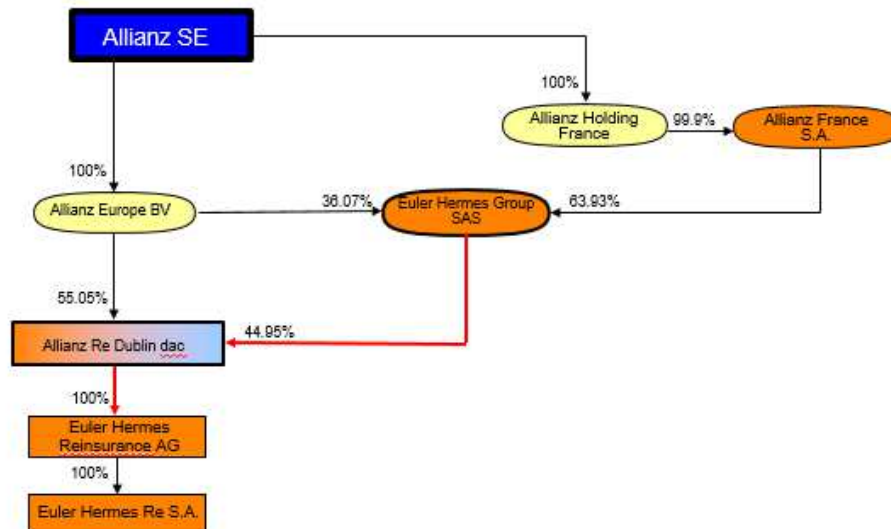 Allianz SE
100%
Allianz Holding
France
99.9%
Allianz France
S.A.
100%
Allianz Europe BV
36.07%
Euler Hermes Group
SAS
63.93%
55.05%
44.95%
Allianz Re Dublin dac
100%
Euler Hermes
Reinsurance AG
100%
Euler Hermes Re S.A.